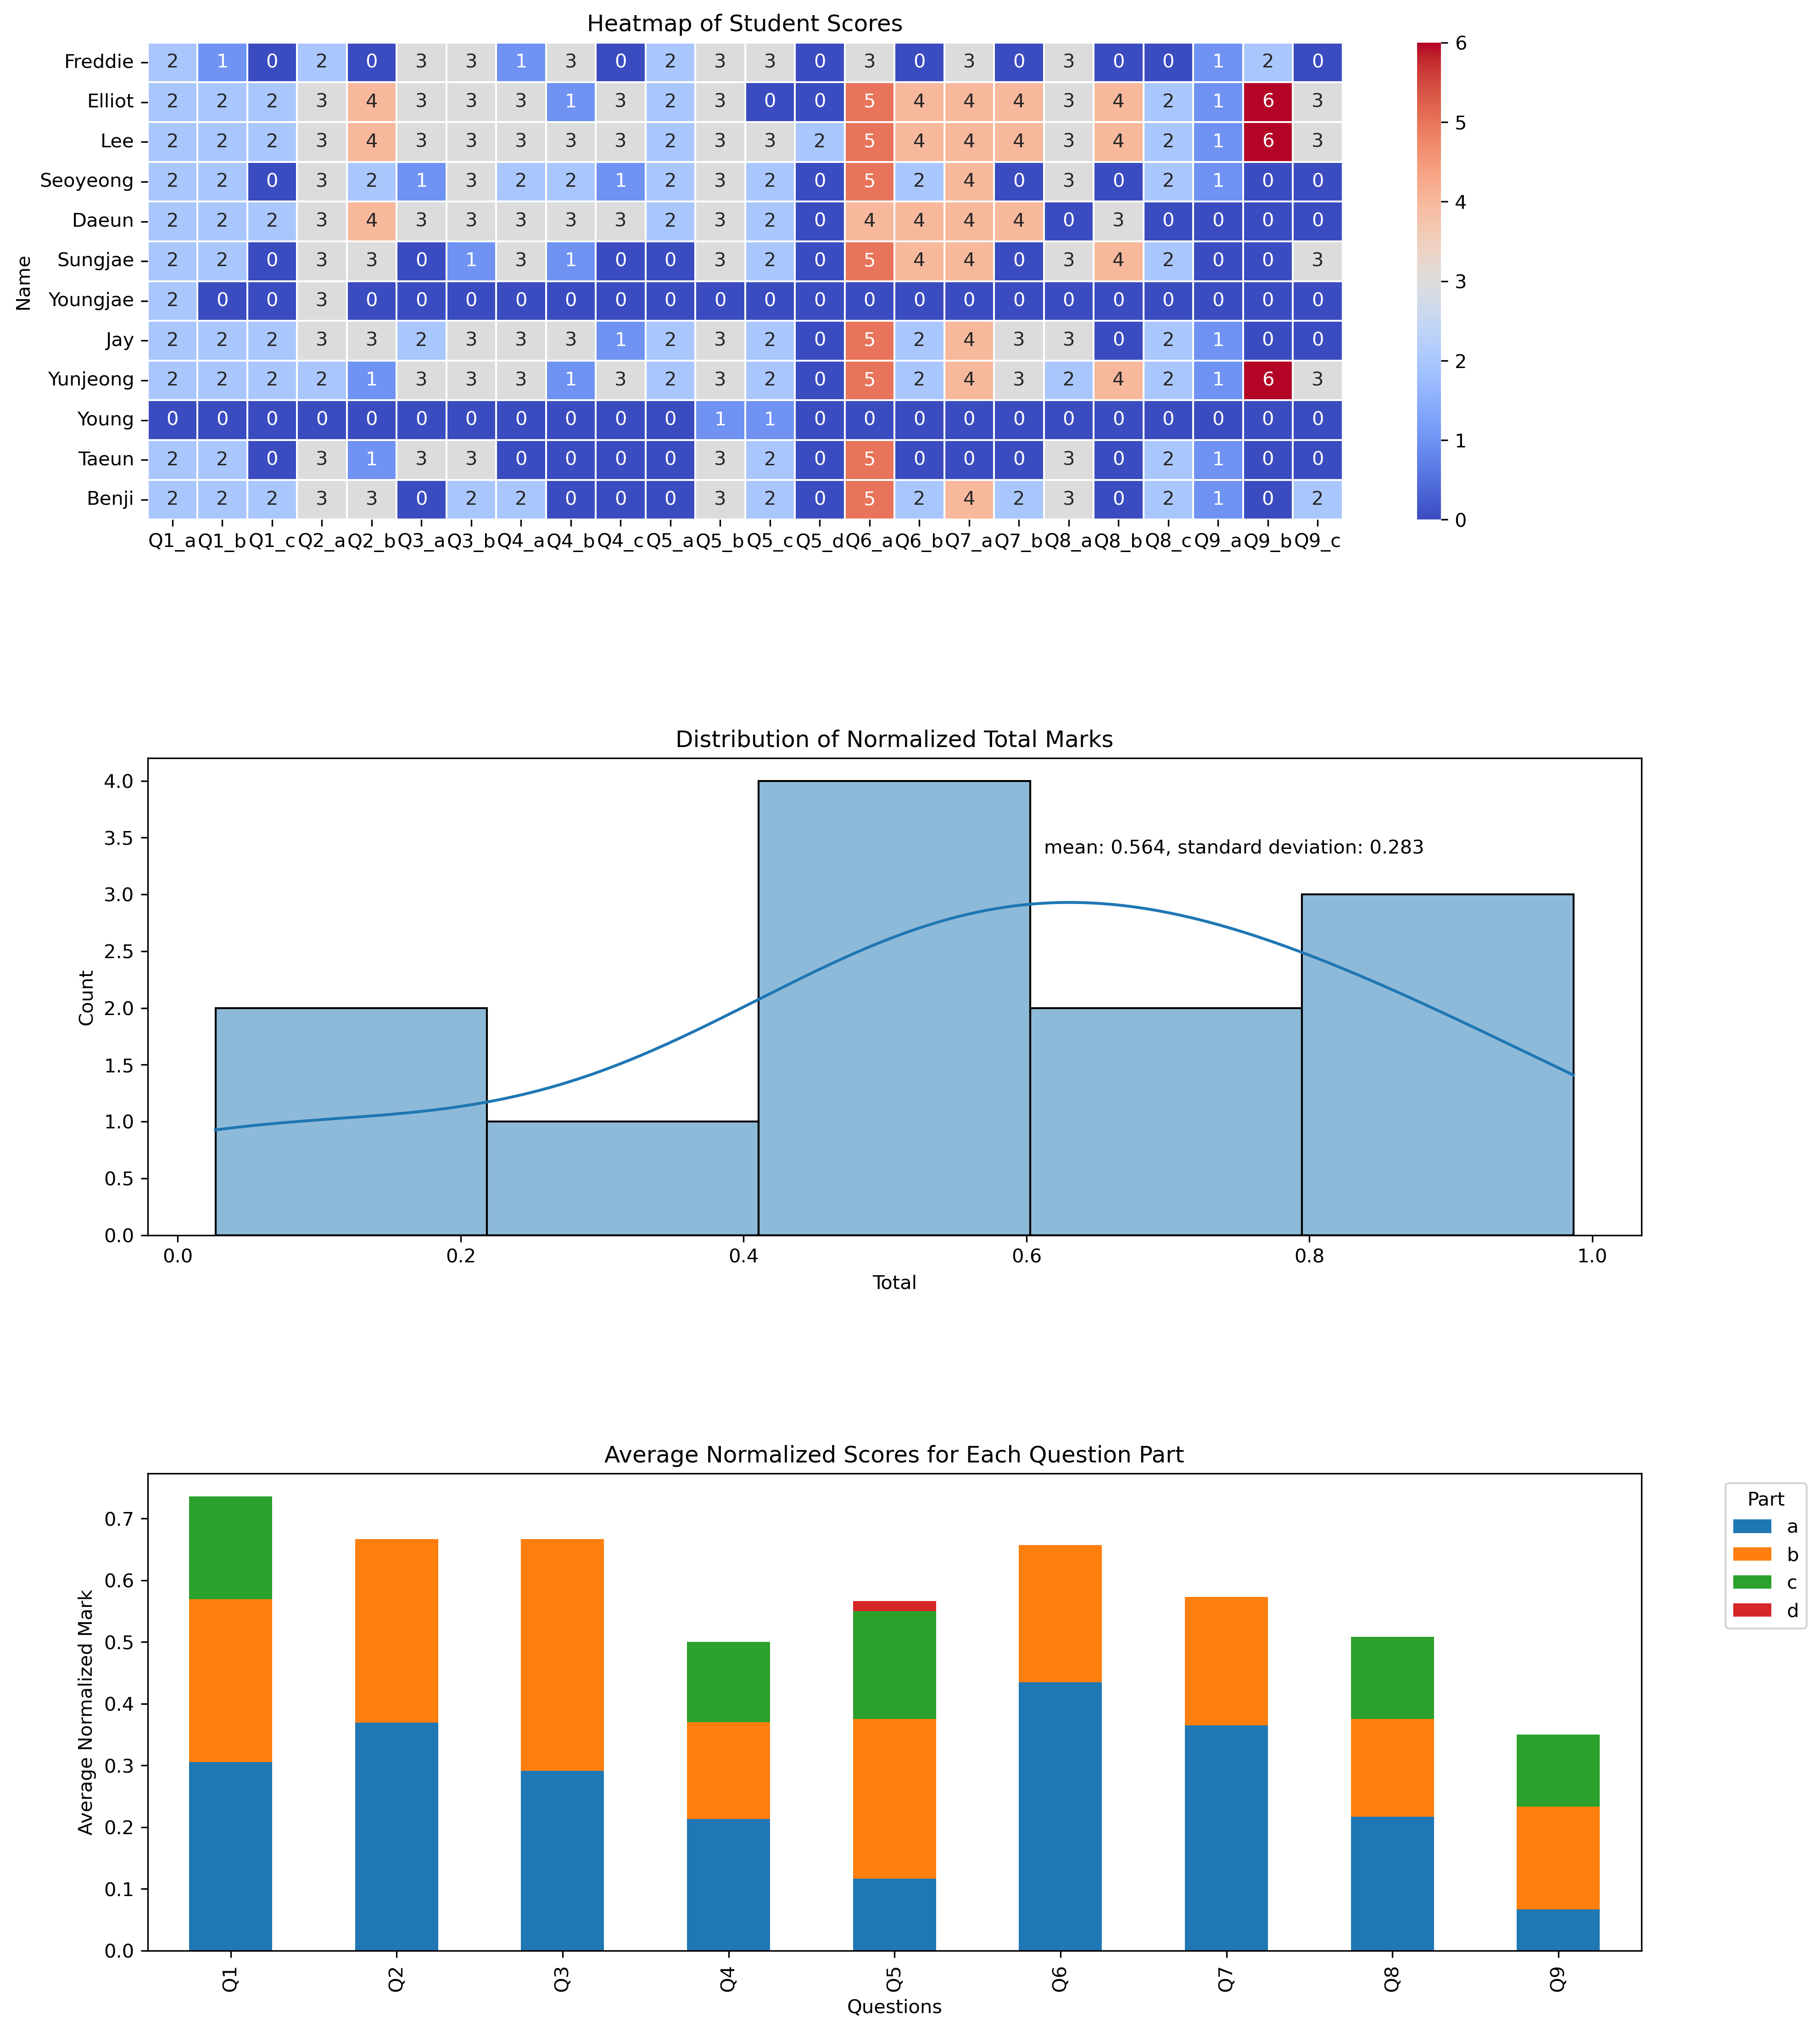 Heatmap of Student Scores
Freddie 2 1 0 2 0 3 3 1 3 0 2 3 3 0 3 0 3 0 3 0 0 1 2 0
Elliot 2 2 2 3 4 3 3 3 1 3 2 3 0 0 5 4 4 4 3 4 2 1 6 3
Lee 2 2 2 3 4 3 3 3 3 3 2 3 3 2 5 4 4 4 3 4 2 1 6 3
Seoyeong 2 2 0 3 2 1 3 2 2 1 2 3 2 0 5 2 4 0 3 0 2 1 0 0
Daeun 2 2 2 3 4 3 3 3 3 3 2 3 2 0 4 4 4 4 0 3 0 0 0 0
Sungjae 2 2 0 3 3 0 1 3 1 0 0 3 2 0 5 4 4 0 3 4 2 0 0 3
Youngjae 2 0 0 3 0 0 0 0 0 0 0 0 0 0 0 0 0 0 0 0 0 0 0 0
Jay 2 2 2 3 3 2 3 3 3 1 2 3 2 0 5 2 4 3 3 0 2 1 0 0
Yunjeong 2 2 2 2 1 3 3 3 1 3 2 3 2 0 5 2 4 3 2 4 2 1 6 3
Young 0 0 0 0 0 0 0 0 0 0 0 1 1 0 0 0 0 0 0 0 0 0 0 0
Taeun 2 2 0 3 1 3 3 0 0 0 0 3 2 0 5 0 0 0 3 0 2 1 0 0
Benji 2 2 2 3 3 0 2 2 0 0 0 3 2 0 5 2 4 2 3 0 2 1 0 2
Name
Q1_a Q1_b Q1_c Q2_a Q2_b Q3_a Q3_b Q4_a Q4_b Q4_c Q5_a Q5_b Q5_c Q5_d Q6_a Q6_b Q7_a Q7_b Q8_a Q8_b Q8_c Q9_a Q9_b Q9_c
6
5
4
3
2
1
0
Distribution of Normalized Total Marks
4.0
3.5
3.0
2.5
2.0
1.5
1.0
0.5
0.0
Count
mean: 0.564, standard deviation: 0.283
0.0 0.2 0.4 0.6 0.8 1.0
Total
Average Normalized Scores for Each Question Part
0.7
0.6
0.5
0.4
0.3
0.2
0.1
0.0
Average Normalized Mark
Q1 Q2 Q3 Q4 Q5 Q6 Q7 Q8 Q9
Questions
Part
a
b
c
d